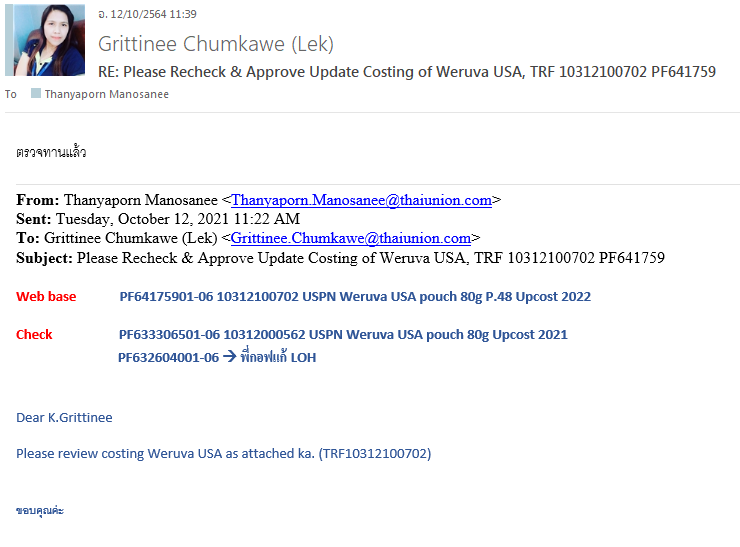 อ. 12/10/2564 11:39
Grittinee Chumkawe (Lek)
RE: Please Recheck & Approve Update Costing of Weruva USA, TRF 10312100702 PF641759
To Thanyaporn Manosanee
ตรวจทานแล้ว
From: Thanyaporn Manosanee <Thanyaporn.Manosanee@thaiunion.com>
Sent: Tuesday, October 12, 2021 11:22 AM
To: Grittinee Chumkawe (Lek) <Grittinee.Chumkawe@thaiunion.com>
Subject: Please Recheck & Approve Update Costing of Weruva USA, TRF 10312100702 PF641759
Web base PF64175901-06 10312100702 USPN Weruva USA pouch 80g P.48 Upcost 2022
Check PF633306501-06 10312000562 USPN Weruva USA pouch 80g Upcost 2021
PF632604001-06 → พี่กอฟแก้ LOH
Dear K.Grittinee
Please review costing Weruva USA as attached ka. (TRF10312100702)
ขอบคุณค่ะ